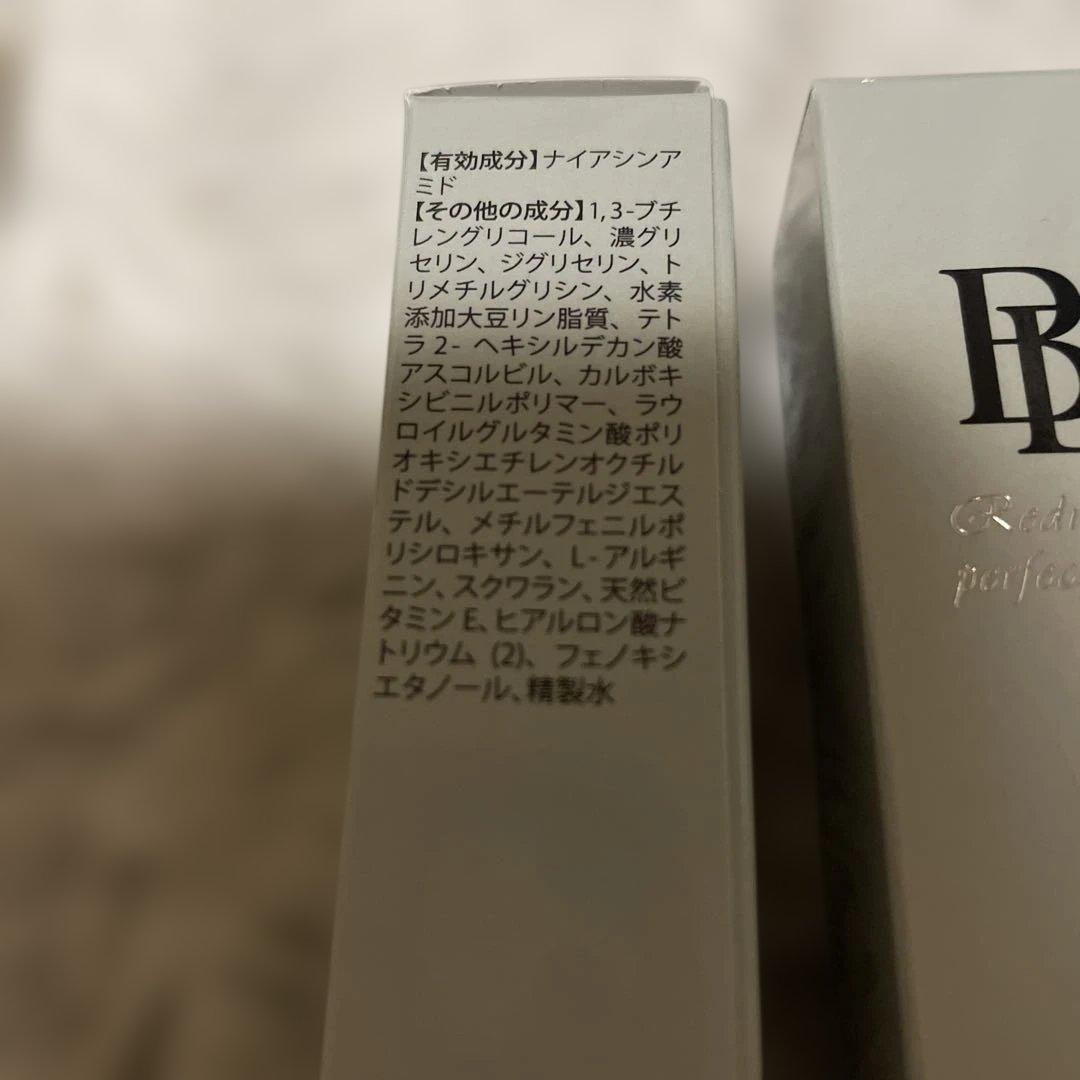 【有効成分】ナイアシンア
ミド
【その他の成分】1,3-ブチ
レングリコール、濃グリ
セリン、ジグリセリン、ト
リメチルグリシン、水素
添加大豆リン脂質、テト
ラ2-ヘキシルデカン酸
アスコルビル、カルボキ
シビニルポリマー、ラウ
ロイルグルタミン酸ポリ
オキシエチレンオクチル
ドデシルエーテルジエス
テル、メチルフェニルポ
リシロキサン、L-アルギ
ニン、スクワラン、天然ビ
タミンE、ヒアルロン酸ナ
トリウム (2)、フェノキシ
エタノール、精製水